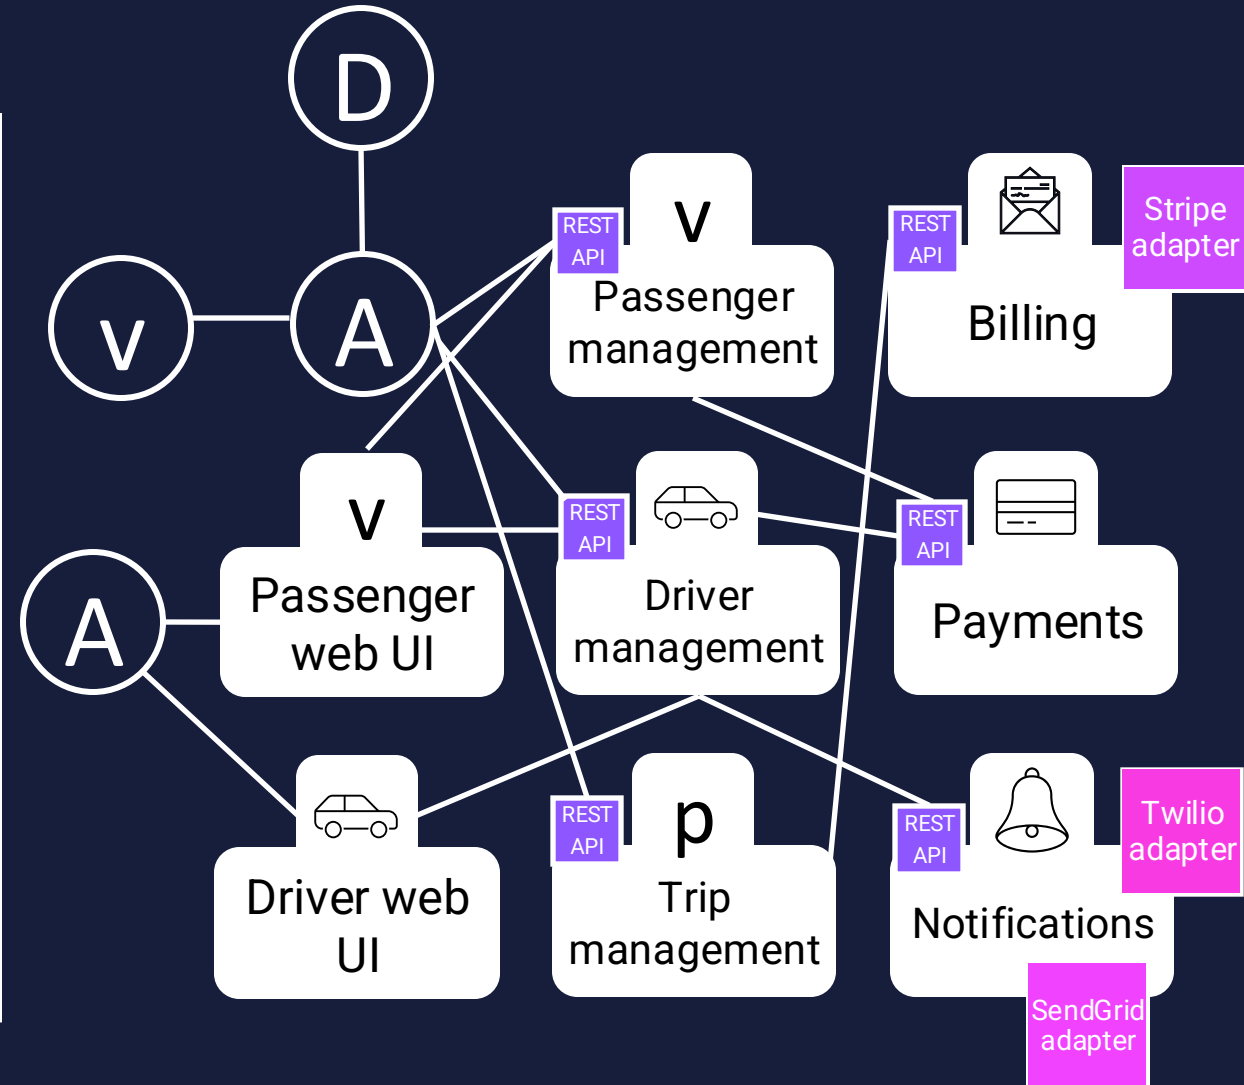 D
v
A
REST
API
v
Passenger
management
REST
API
Billing
Stripe
adapter
A
v
Passenger
web UI
REST
API
Driver
management
REST
API
Payments
Driver web
UI
REST
API
p
Trip
management
REST
API
Notifications
Twilio
adapter
SendGrid
adapter